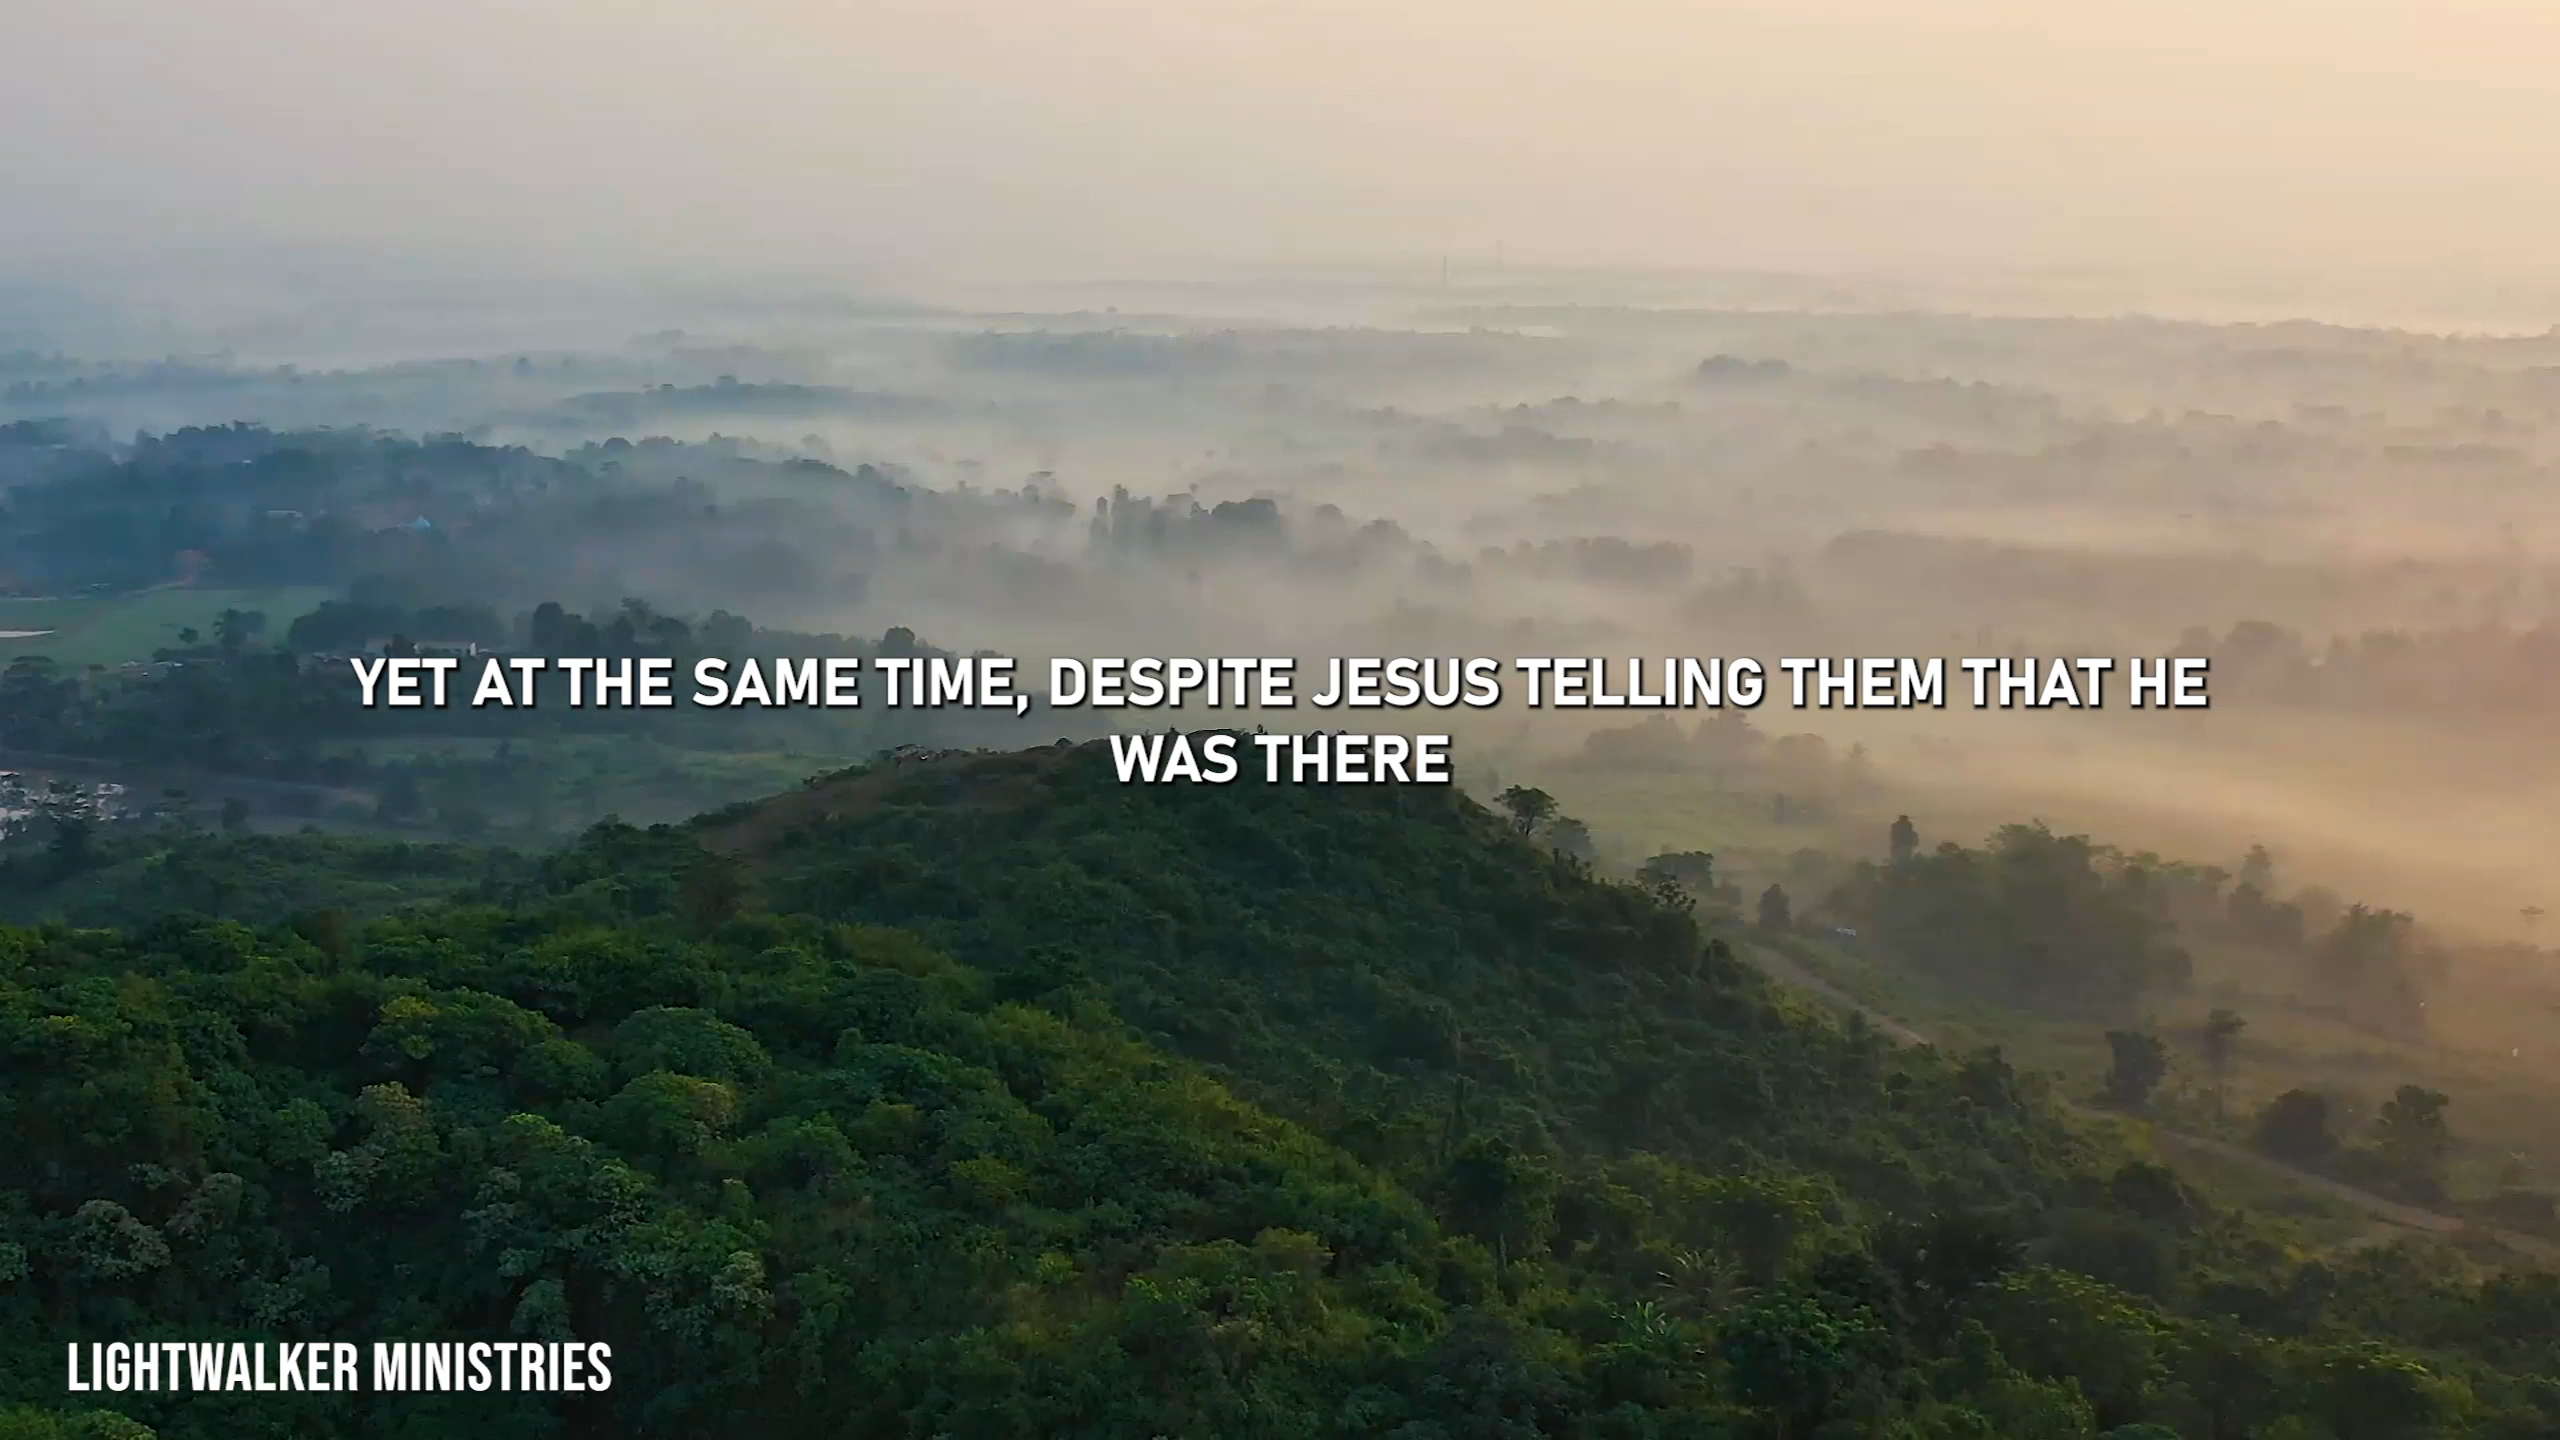 YET AT THE SAME TIME, DESPITE JESUS TELLING THEM THAT HE
WAS THERE
LIGHTWALKER MINISTRIES